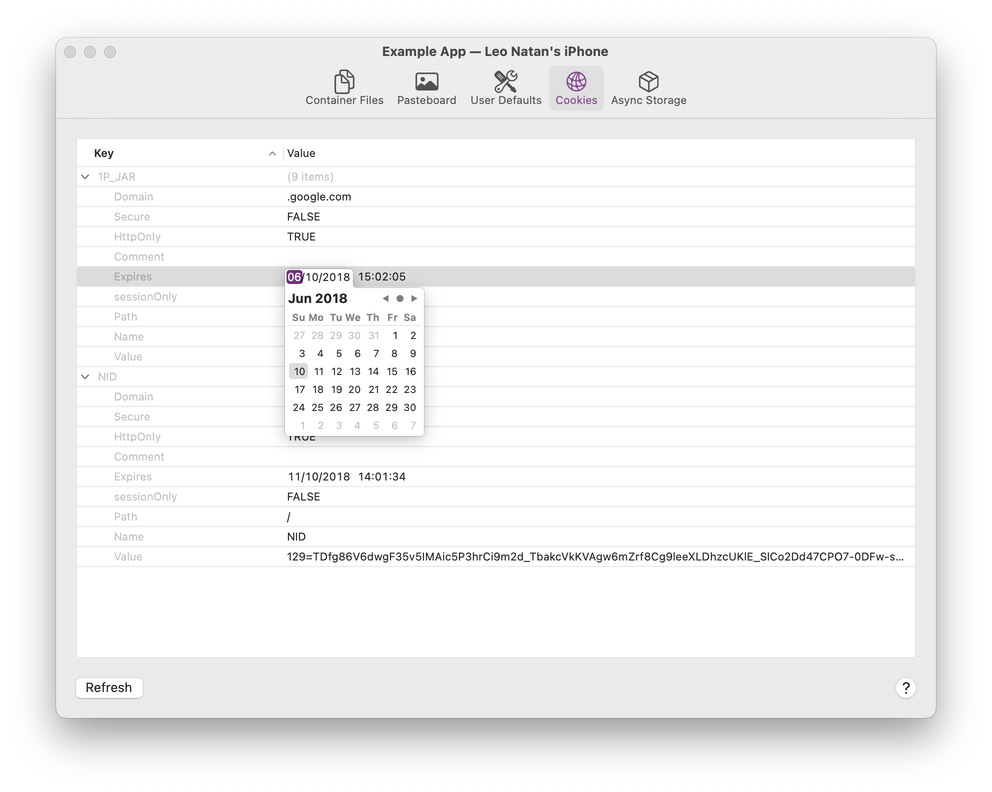 Example App — Leo Natan's iPhone
Container Files Pasteboard User Defaults Cookies Async Storage
Key Value
1P_JAR (9 items)
Domain .google.com
Secure FALSE
HttpOnly TRUE
Comment
Expires 06/10/2018 15:02:05
sessionOnly
Path
Name
Value
Jun 2018
Su Mo Tu We Th Fr Sa
27 28 29 30 31 1 2
3 4 5 6 7 8 9
10 11 12 13 14 15 16
17 18 19 20 21 22 23
24 25 26 27 28 29 30
1 2 3 4 5 6 7
NID
Domain
Secure
HttpOnly TRUE
Comment
Expires 11/10/2018 14:01:34
sessionOnly FALSE
Path /
Name NID
Value
Refresh ?